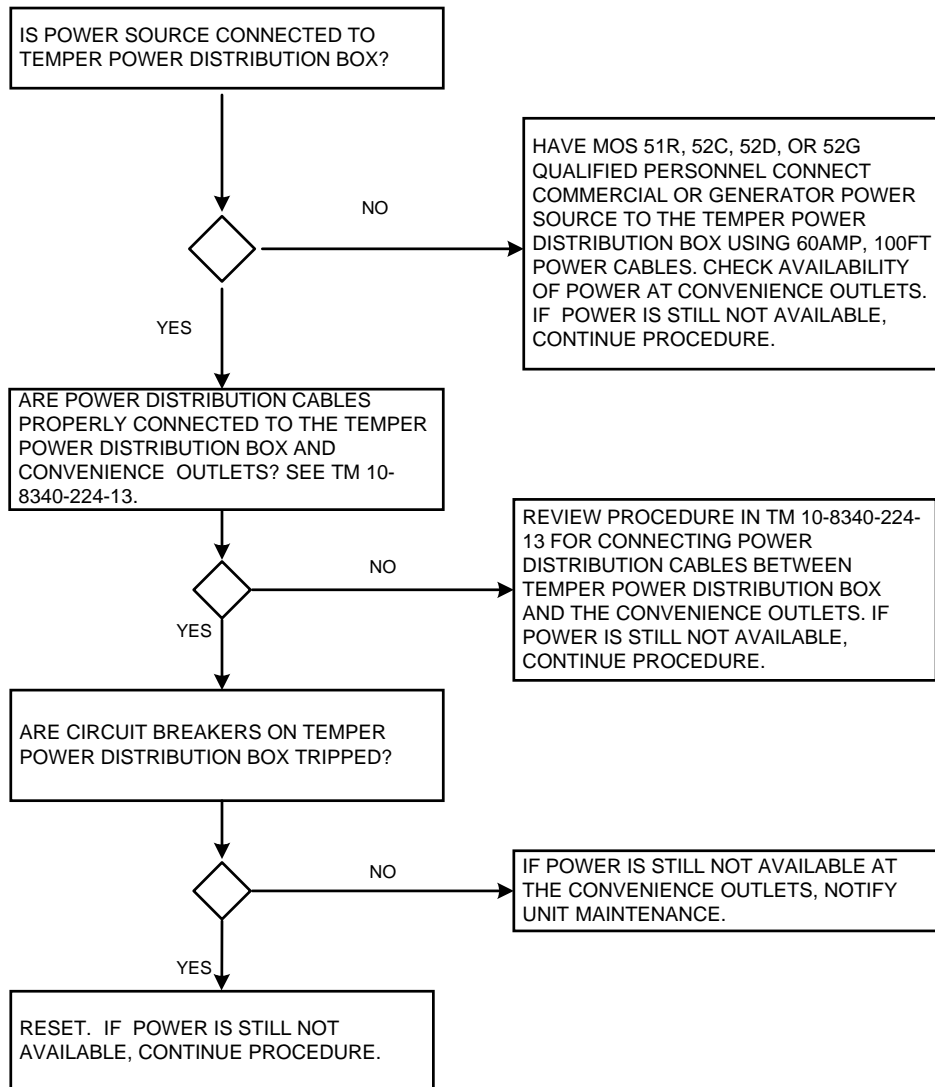 IS POWER SOURCE CONNECTED TO
TEMPER POWER DISTRIBUTION BOX?
NO
HAVE MOS 51R, 52C, 52D, OR 52G
QUALIFIED PERSONNEL CONNECT
COMMERCIAL OR GENERATOR POWER
SOURCE TO THE TEMPER POWER
DISTRIBUTION BOX USING 60AMP, 100FT
POWER CABLES. CHECK AVAILABILITY
OF POWER AT CONVENIENCE OUTLETS.
IF POWER IS STILL NOT AVAILABLE,
CONTINUE PROCEDURE.
YES
ARE POWER DISTRIBUTION CABLES
PROPERLY CONNECTED TO THE TEMPER
POWER DISTRIBUTION BOX AND
CONVENIENCE OUTLETS? SEE TM 10-
8340-224-13.
NO
REVIEW PROCEDURE IN TM 10-8340-224-
13 FOR CONNECTING POWER
DISTRIBUTION CABLES BETWEEN
TEMPER POWER DISTRIBUTION BOX
AND THE CONVENIENCE OUTLETS. IF
POWER IS STILL NOT AVAILABLE,
CONTINUE PROCEDURE.
YES
ARE CIRCUIT BREAKERS ON TEMPER
POWER DISTRIBUTION BOX TRIPPED?
NO
IF POWER IS STILL NOT AVAILABLE AT
THE CONVENIENCE OUTLETS, NOTIFY
UNIT MAINTENANCE.
YES
RESET. IF POWER IS STILL NOT
AVAILABLE, CONTINUE PROCEDURE.